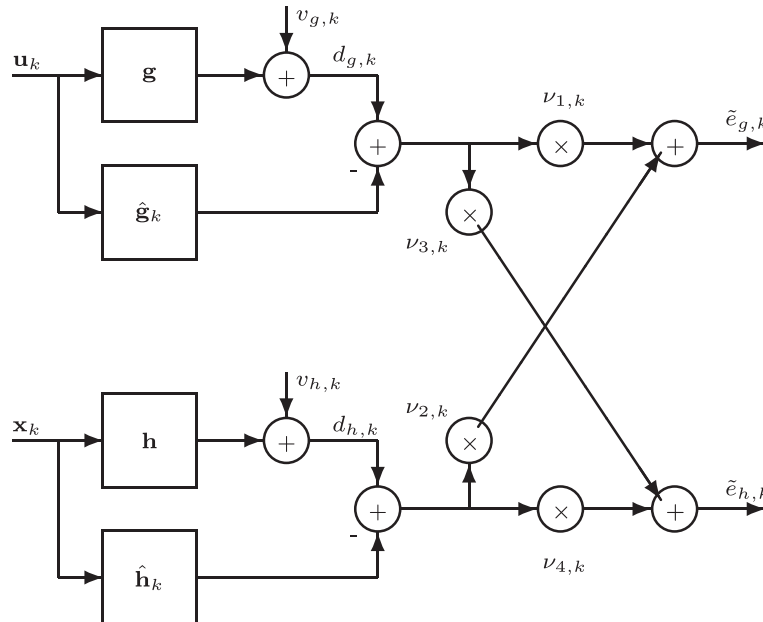 v_{g,k}
u_k
g
+
d_{g,k}
ν_{1,k}
ẽ_{g,k}
+
×
+
-
ĝ_k
×
ν_{3,k}
v_{h,k}
x_k
h
+
d_{h,k}
ν_{2,k}
×
ẽ_{h,k}
+
×
+
-
ĥ_k
ν_{4,k}